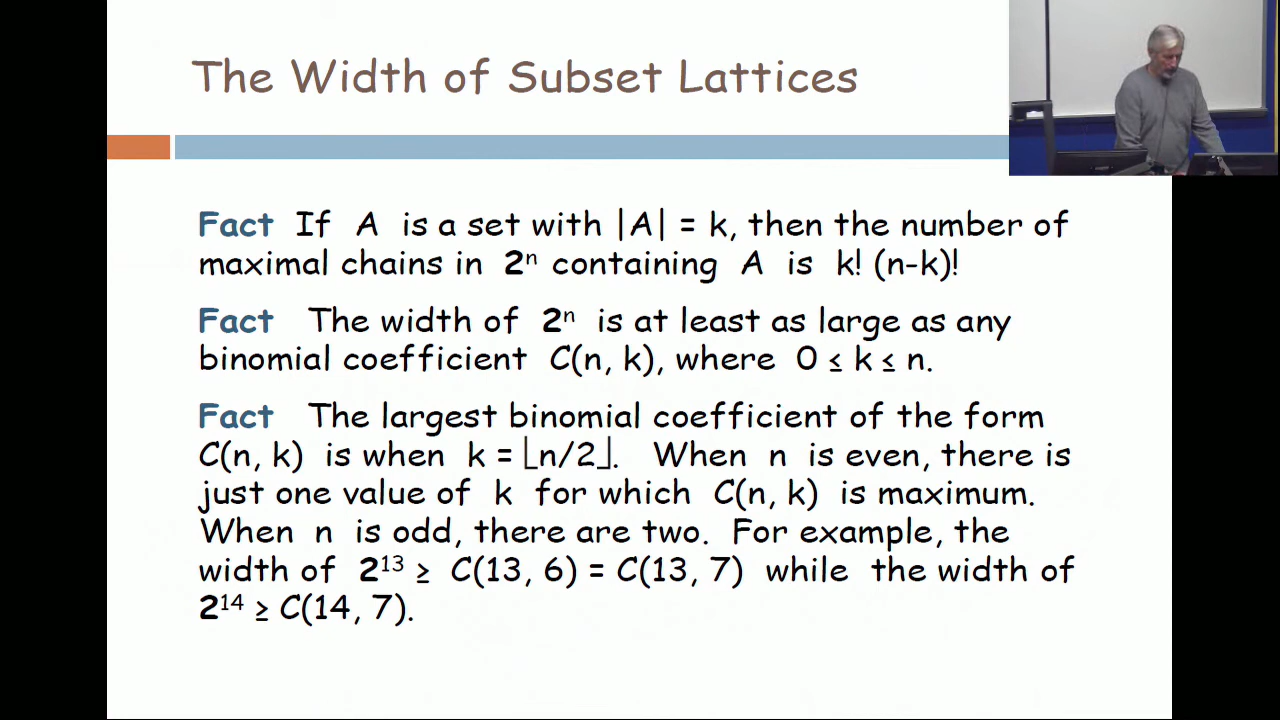 The Width of Subset Lattices
Fact If A is a set with |A| = k, then the number of
maximal chains in 2ⁿ containing A is k! (n-k)!
Fact The width of 2ⁿ is at least as large as any
binomial coefficient C(n, k), where 0 ≤ k ≤ n.
Fact The largest binomial coefficient of the form
C(n, k) is when k = ⌊n/2⌋. When n is even, there is
just one value of k for which C(n, k) is maximum.
When n is odd, there are two. For example, the
width of 2¹³ ≥ C(13, 6) = C(13, 7) while the width of
2¹⁴ ≥ C(14, 7).